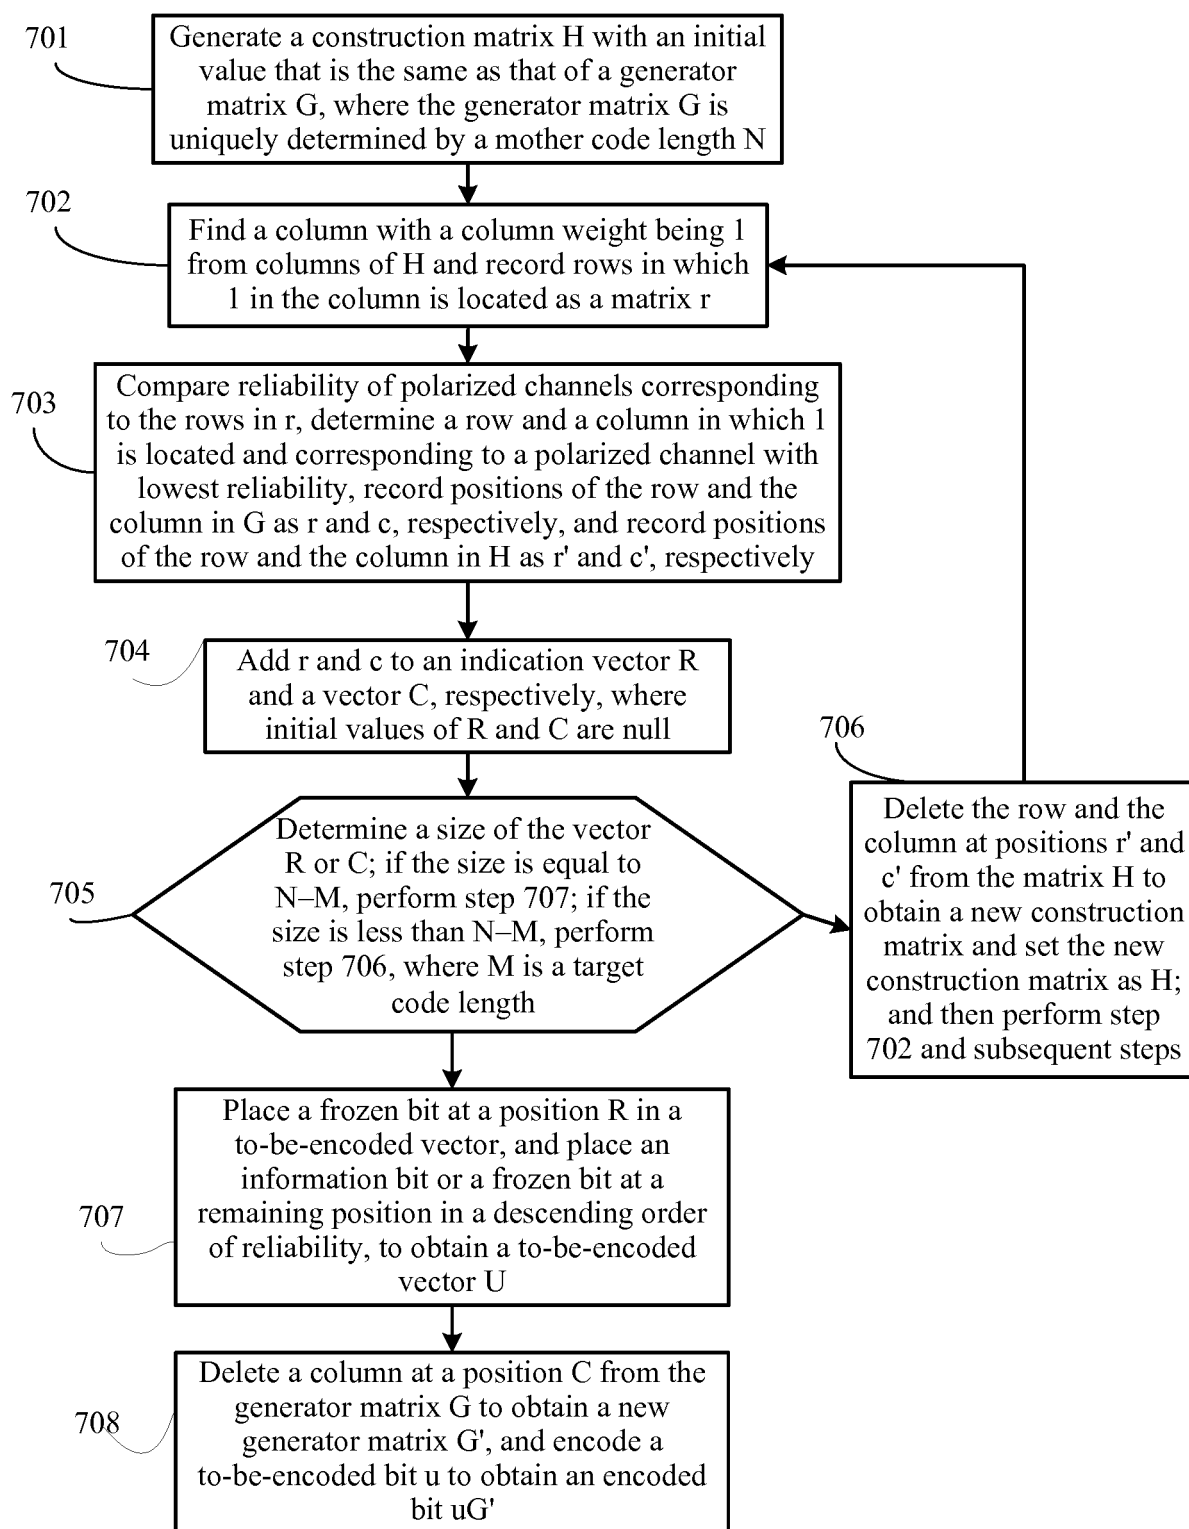 701
Generate a construction matrix H with an initial
value that is the same as that of a generator
matrix G, where the generator matrix G is
uniquely determined by a mother code length N
702
Find a column with a column weight being 1
from columns of H and record rows in which
1 in the column is located as a matrix r
703
Compare reliability of polarized channels corresponding
to the rows in r, determine a row and a column in which 1
is located and corresponding to a polarized channel with
lowest reliability, record positions of the row and the
column in G as r and c, respectively, and record positions
of the row and the column in H as r' and c', respectively
704
Add r and c to an indication vector R
and a vector C, respectively, where
initial values of R and C are null
705
Determine a size of the vector
R or C; if the size is equal to
N–M, perform step 707; if the
size is less than N–M, perform
step 706, where M is a target
code length
706
Delete the row and the
column at positions r' and
c' from the matrix H to
obtain a new construction
matrix and set the new
construction matrix as H;
and then perform step
702 and subsequent steps
707
Place a frozen bit at a position R in a
to-be-encoded vector, and place an
information bit or a frozen bit at a
remaining position in a descending order
of reliability, to obtain a to-be-encoded
vector U
708
Delete a column at a position C from the
generator matrix G to obtain a new
generator matrix G', and encode a
to-be-encoded bit u to obtain an encoded
bit uG'